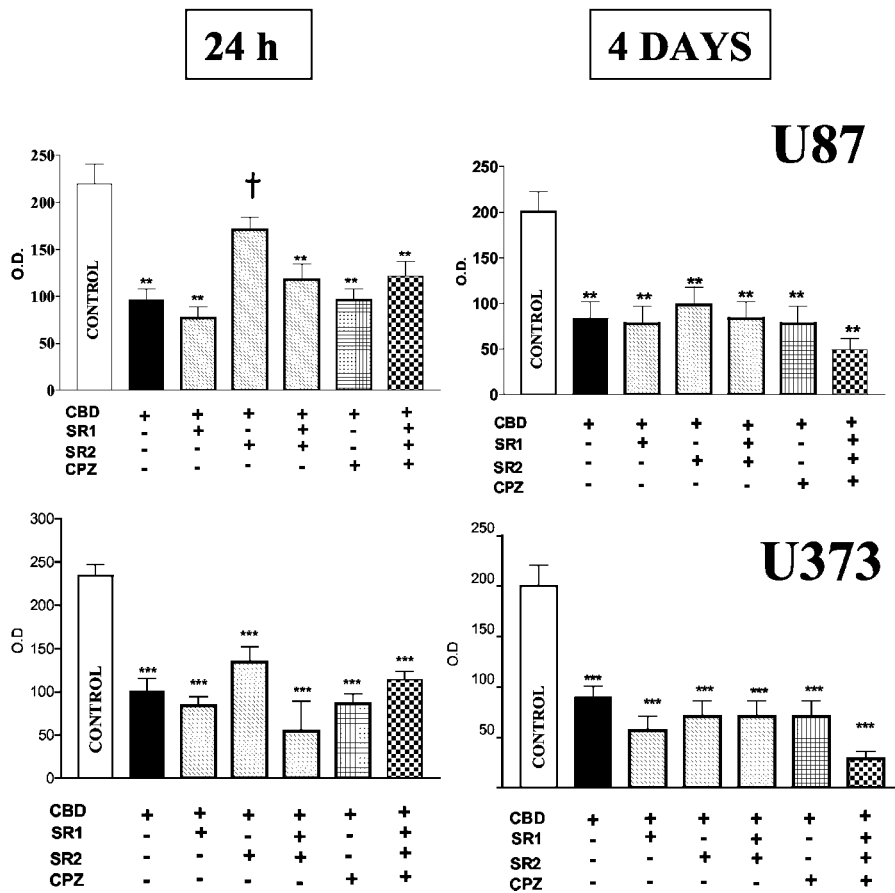 24 h
4 DAYS
U87
250
200
150
100
50
0
O.D.
CONTROL
**
**
†
**
**
**
CBD + + + + + +
SR1 - + - + - +
SR2 - - + + - +
CPZ - - - - + +
250
200
150
100
50
0
O.D.
CONTROL
**
**
**
**
**
**
CBD + + + + + +
SR1 - + - + - +
SR2 - - + + - +
CPZ - - - - + +
300
250
200
150
100
50
0
O.D
CONTROL
***
***
***
***
***
***
CBD + + + + + +
SR1 - + - + - +
SR2 - - + + - +
CPZ - - - - + +
U373
250
200
150
100
50
O.D
CONTROL
***
***
***
***
***
***
CBD + + + + + +
SR1 - + - + - +
SR2 - - + + - +
CPZ - - - - + +